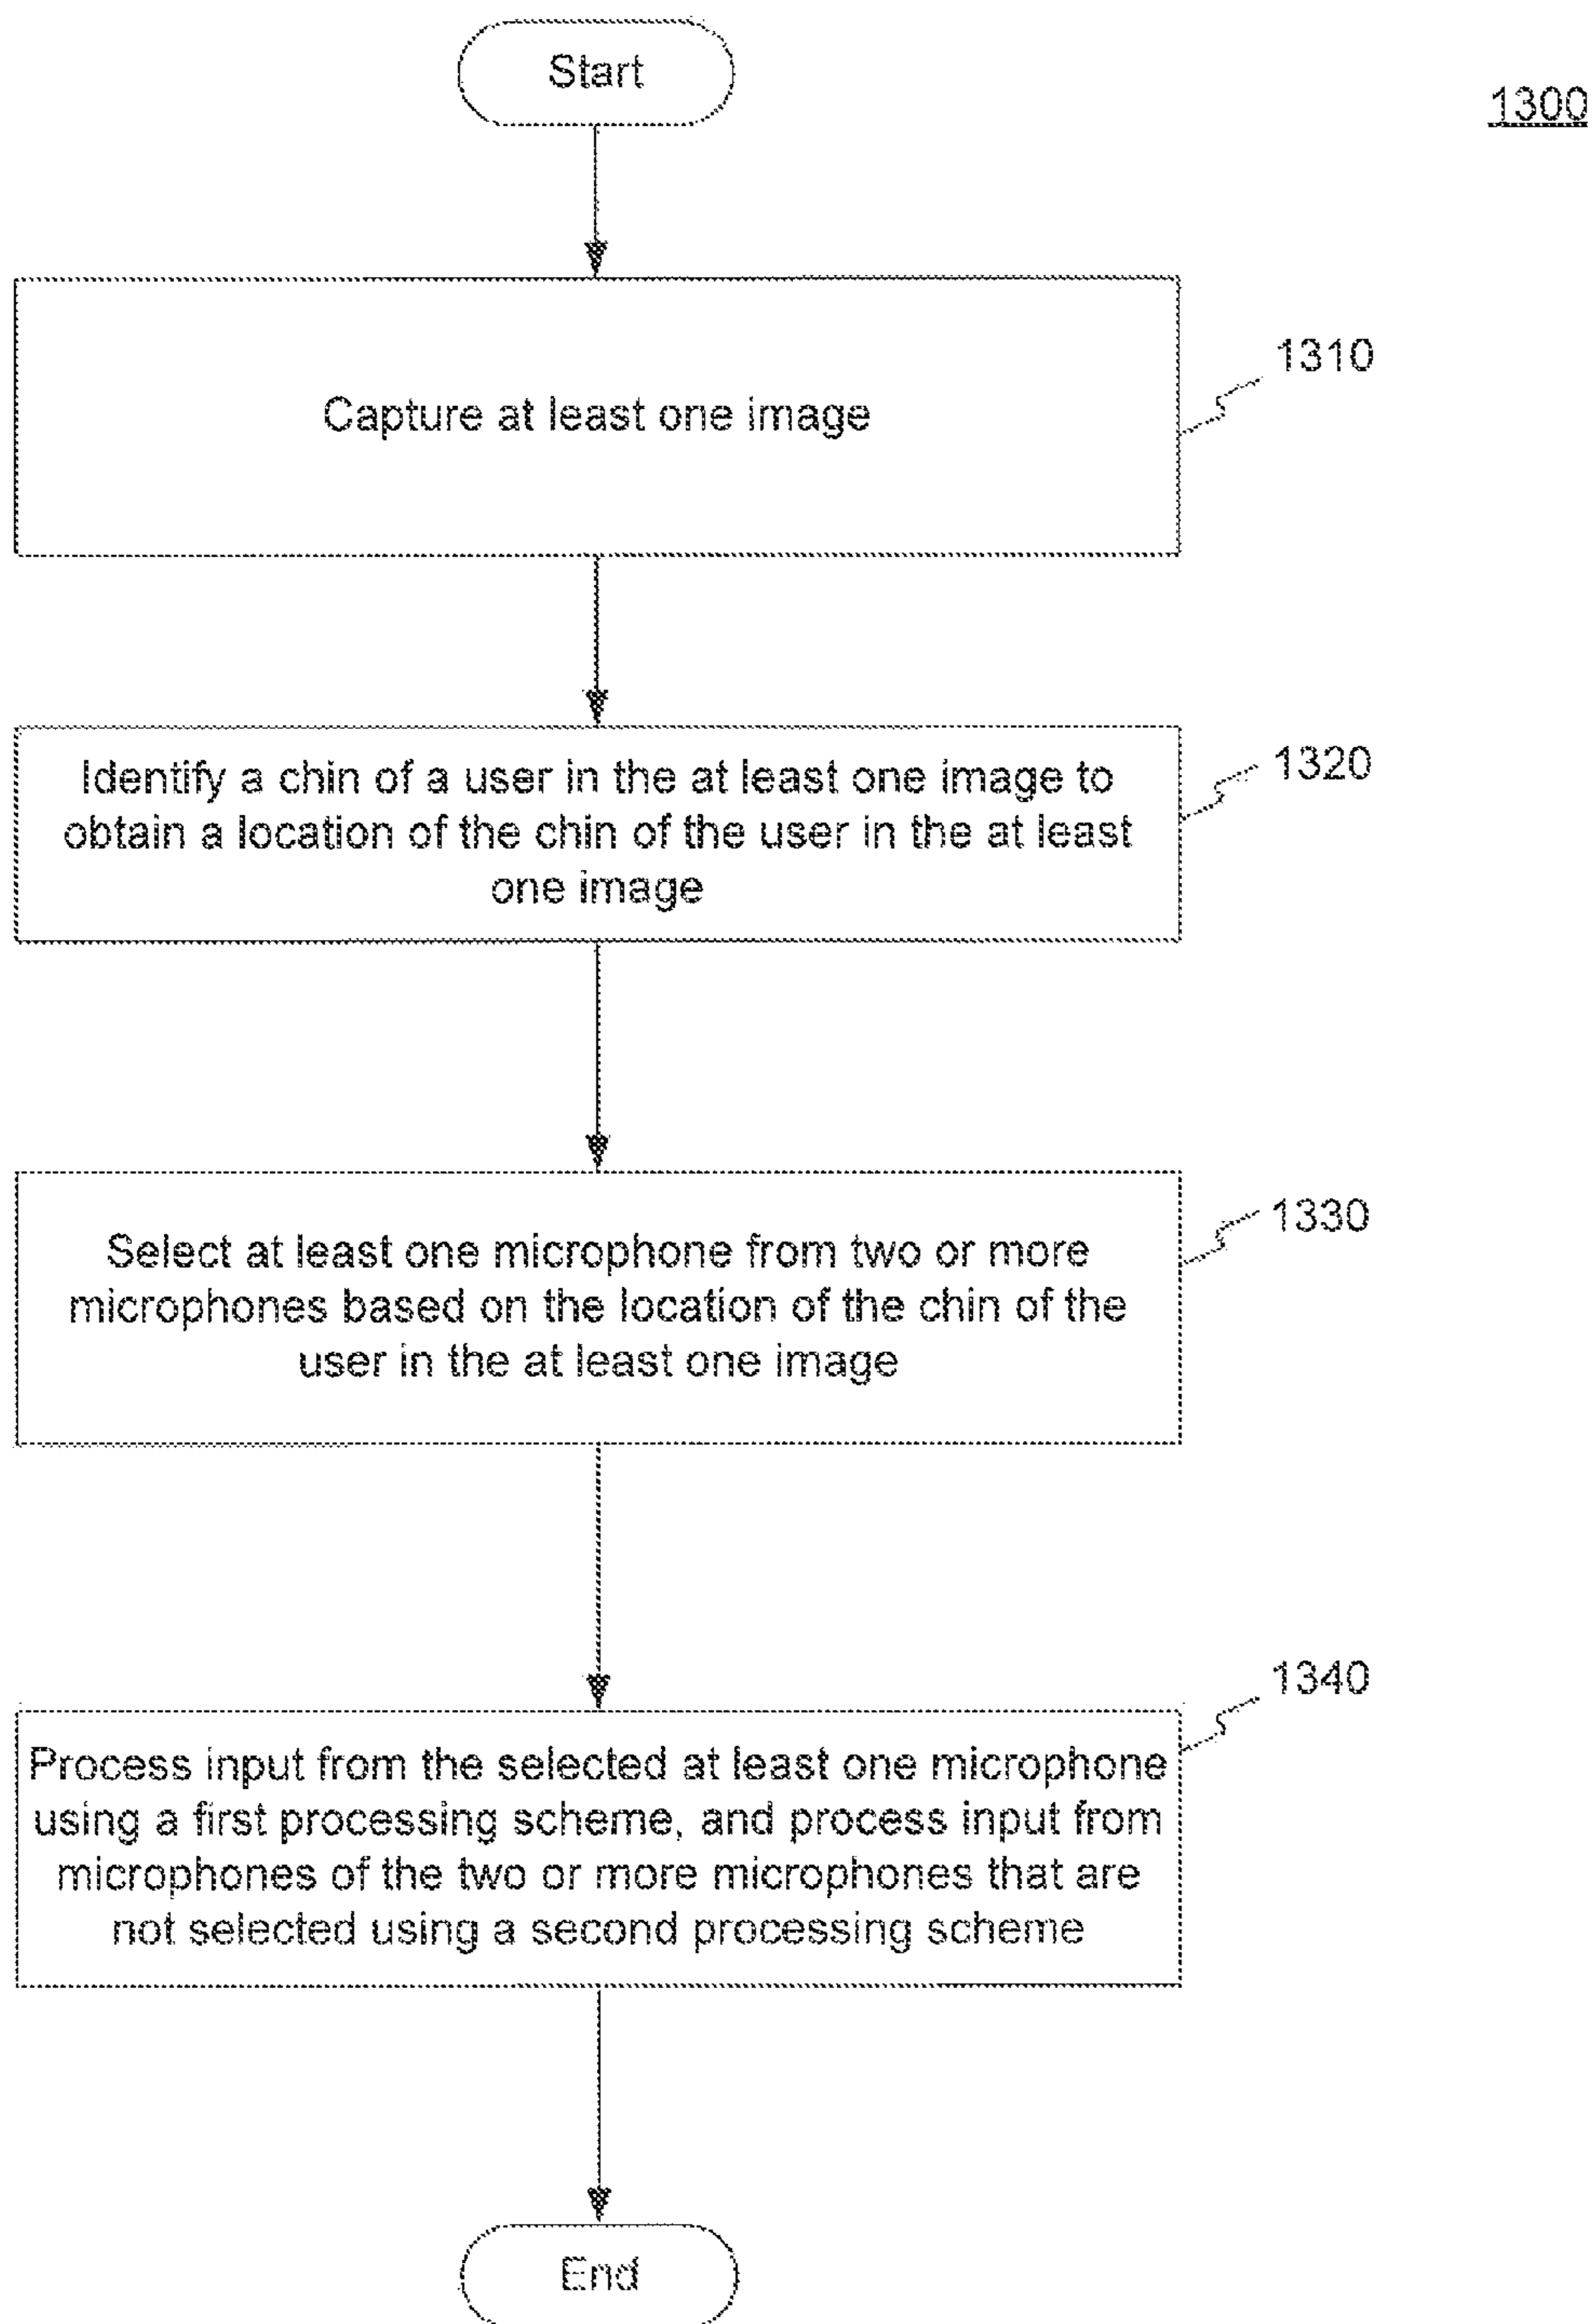 Start
1300
Capture at least one image
1310
Identify a chin of a user in the at least one image to
obtain a location of the chin of the user in the at least
one image
1320
Select at least one microphone from two or more
microphones based on the location of the chin of the
user in the at least one image
1330
Process input from the selected at least one microphone
using a first processing scheme, and process input from
microphones of the two or more microphones that are
not selected using a second processing scheme
1340
End